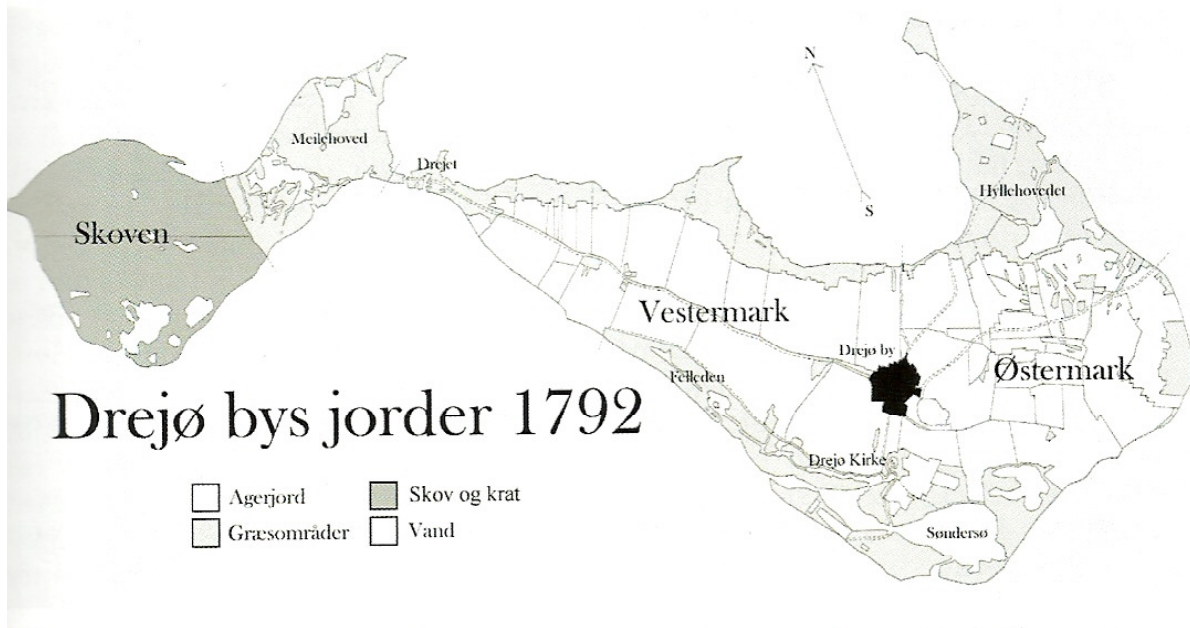 N
Meilehoved
Drejet
Hyllehovedet
S
Skoven
Vestermark
Drejø by
Østermark
Felleden
Drejø bys jorder 1792
Drejø Kirke
Agerjord
Skov og krat
Græsområder
Vand
Søndersø